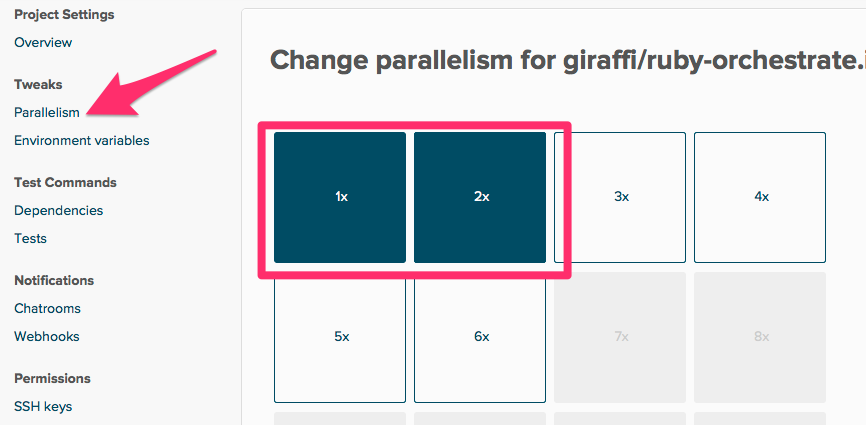 Project Settings
Overview
Tweaks
Parallelism
Environment variables
Test Commands
Dependencies
Tests
Notifications
Chatrooms
Webhooks
Permissions
SSH keys
Change parallelism for giraffi/ruby-orchestrate.i
1x 2x 3x 4x
5x 6x 7x 8x